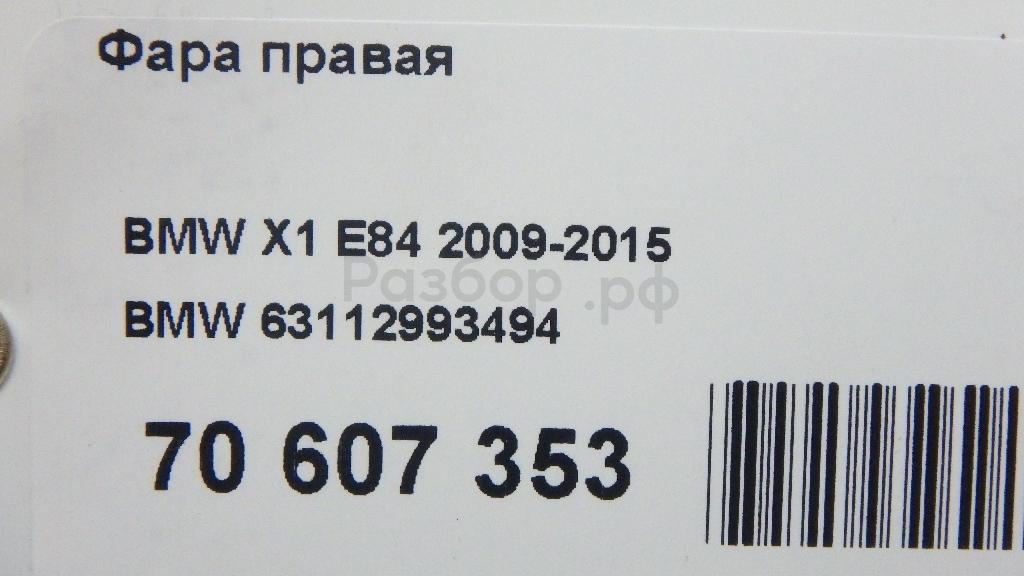 Фара правая
BMW X1 E84 2009-2015
Разбор.рф
BMW 63112993494
70 607 353